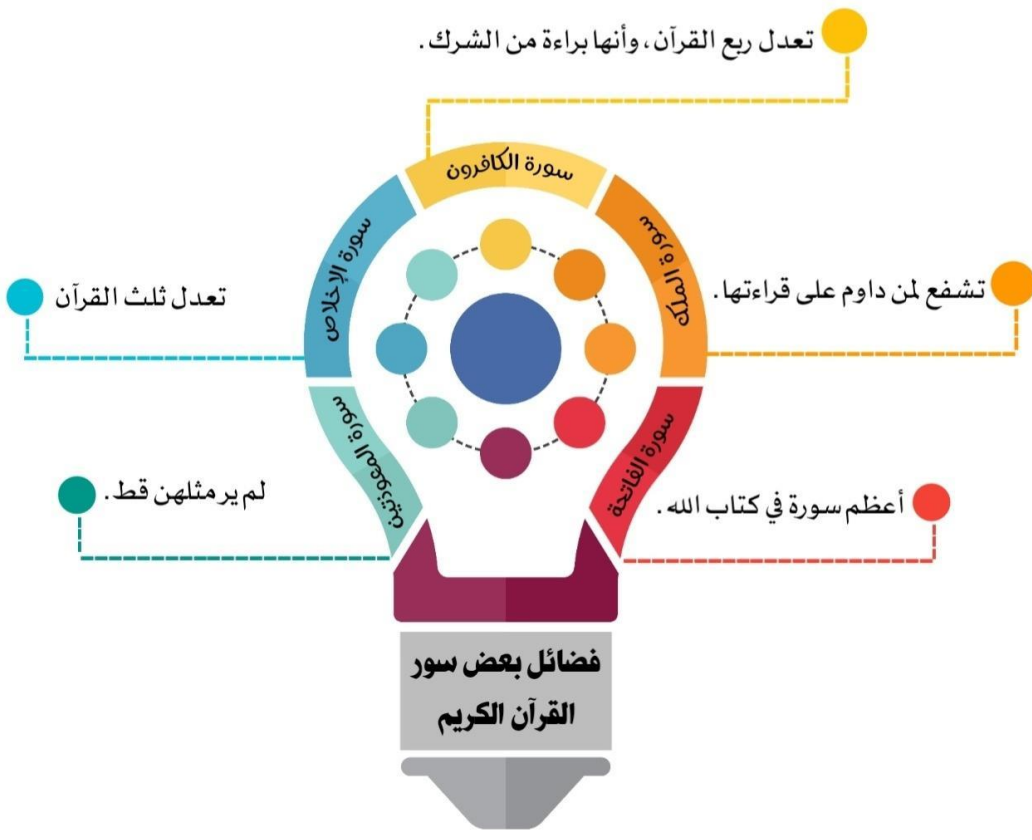 تعدل ربع القرآن، وأنها براءة من الشرك.
سورة الكافرون
سورة الملك
تشفع لمن داوم على قراءتها.
سورة الإخلاص
تعدل ثلث القرآن
سورة الفاتحة
أعظم سورة في كتاب الله.
سورة المعوذتين
لم ير مثلهن قط.
فضائل بعض سور
القرآن الكريم